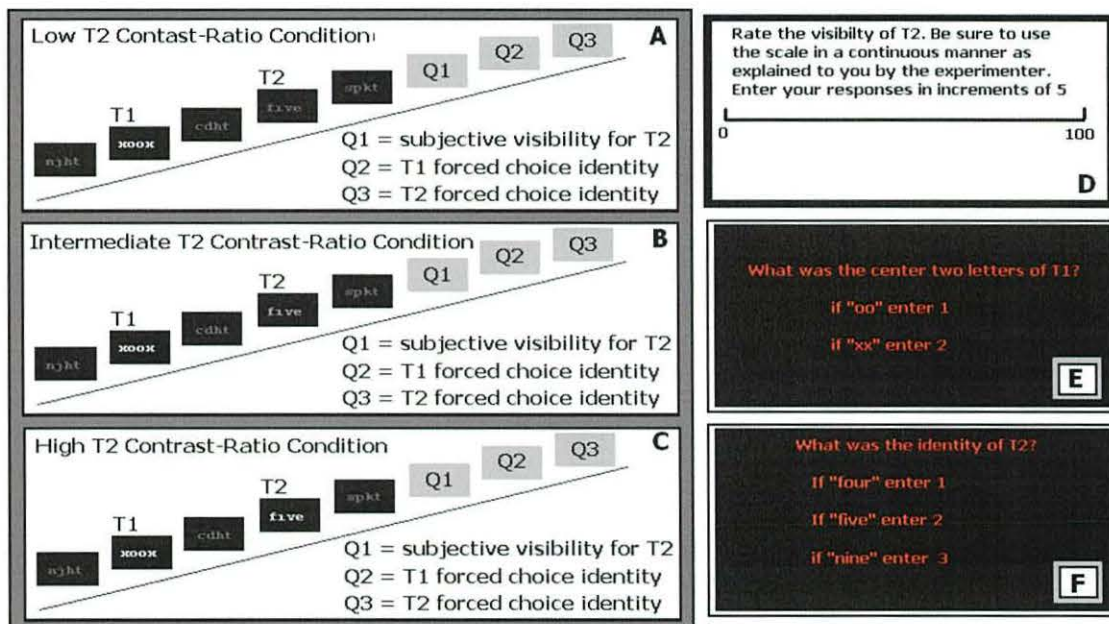 Low T2 Contast-Ratio Condition
A
T1
T2
njht
xoox
cdht
five
spkt
Q1
Q2
Q3
Q1 = subjective visibility for T2
Q2 = T1 forced choice identity
Q3 = T2 forced choice identity
Intermediate T2 Contrast-Ratio Condition
B
T1
T2
njht
xoox
cdht
five
spkt
Q1
Q2
Q3
Q1 = subjective visibility for T2
Q2 = T1 forced choice identity
Q3 = T2 forced choice identity
High T2 Contrast-Ratio Condition
C
T1
T2
njht
xoox
cdht
five
spkt
Q1
Q2
Q3
Q1 = subjective visibility for T2
Q2 = T1 forced choice identity
Q3 = T2 forced choice identity
Rate the visibilty of T2. Be sure to use
the scale in a continuous manner as
explained to you by the experimenter.
Enter your responses in increments of 5
0
100
D
What was the center two letters of T1?
if "oo" enter 1
if "xx" enter 2
E
What was the identity of T2?
If "four" enter 1
If "five" enter 2
if "nine" enter 3
F